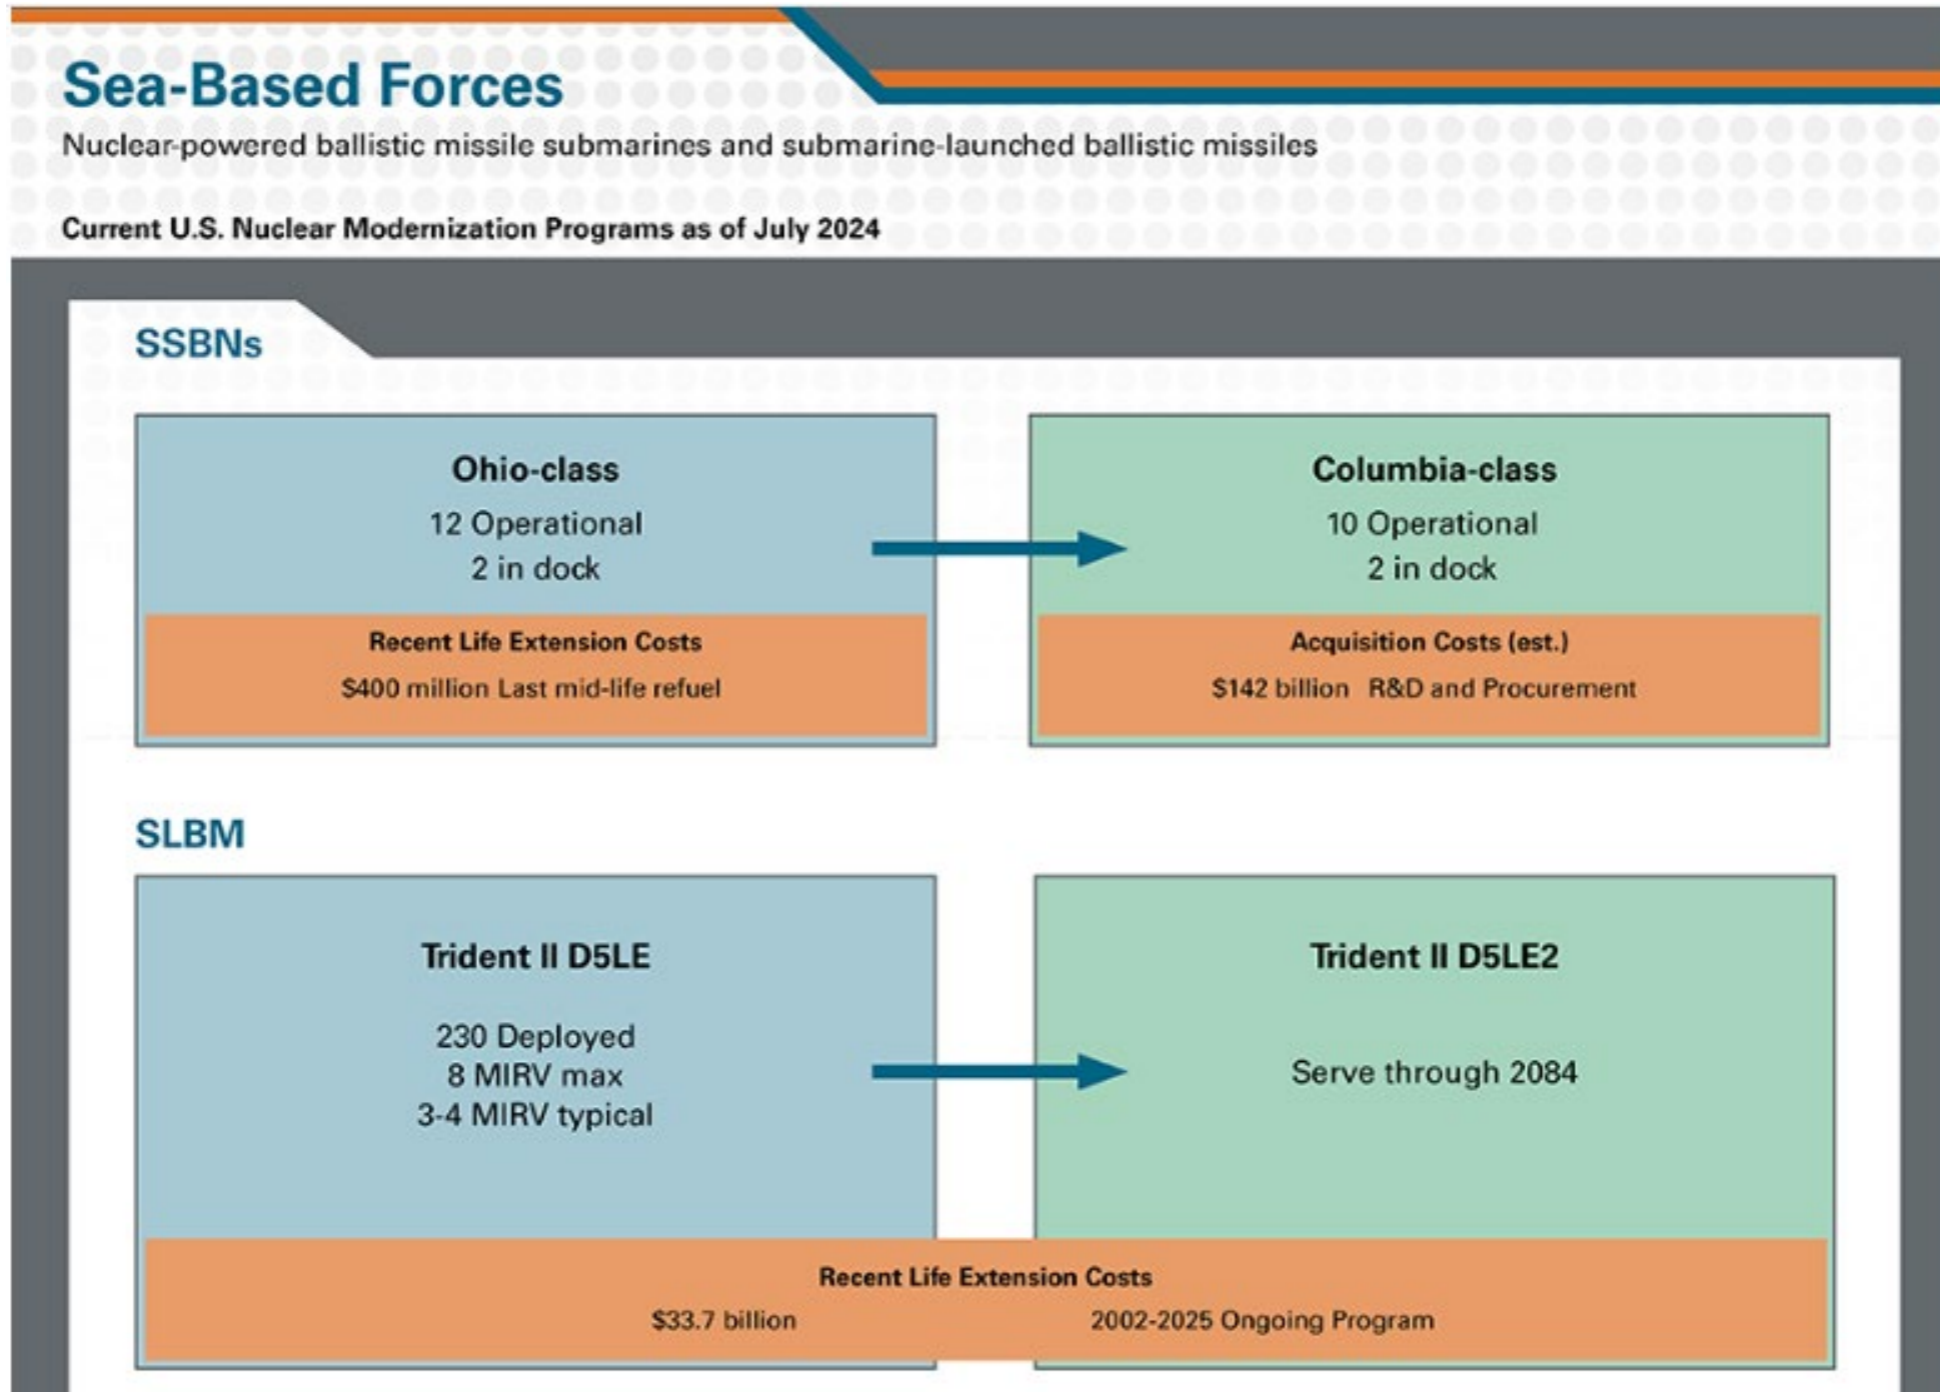 Sea-Based Forces
Nuclear-powered ballistic missile submarines and submarine-launched ballistic missiles
Current U.S. Nuclear Modernization Programs as of July 2024
SSBNs
Ohio-class
12 Operational
2 in dock
Recent Life Extension Costs
$400 million Last mid-life refuel
Columbia-class
10 Operational
2 in dock
Acquisition Costs (est.)
$142 billion R&D and Procurement
SLBM
Trident II D5LE
230 Deployed
8 MIRV max
3-4 MIRV typical
Trident II D5LE2
Serve through 2084
Recent Life Extension Costs
$33.7 billion 2002-2025 Ongoing Program